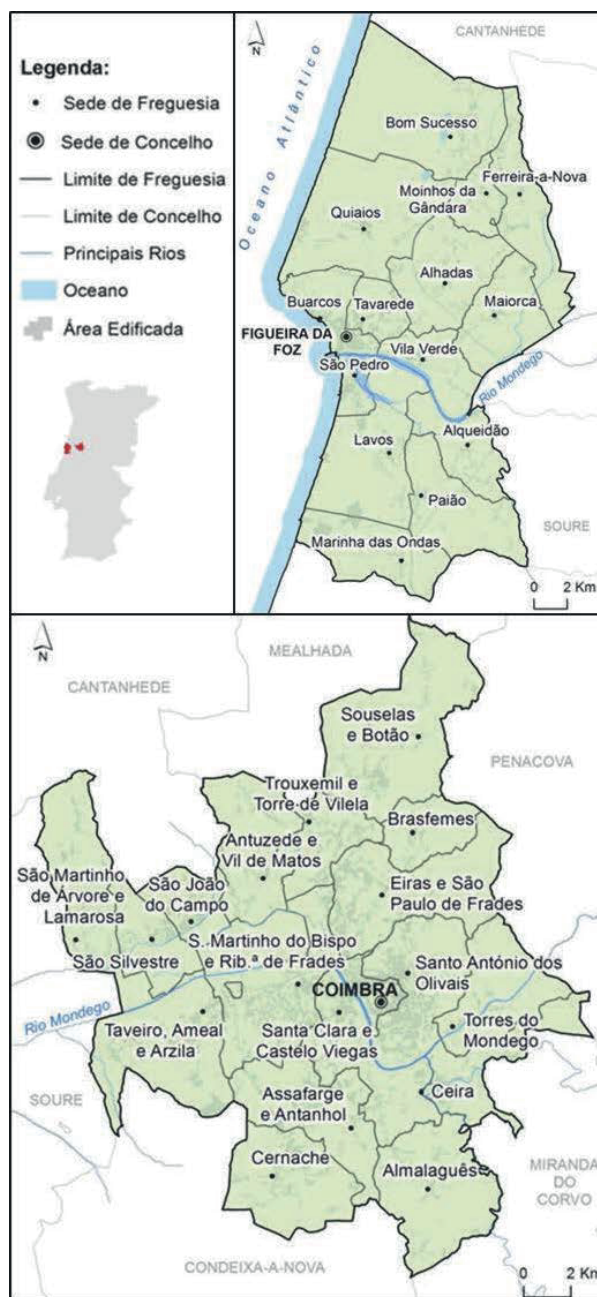 Legenda:
Sede de Freguesia
Sede de Concelho
Limite de Freguesia
Limite de Concelho
Principais Rios
Oceano
Área Edificada
N
Oceano Atlântico
CANTANHEDE
Bom Sucesso
Moinhos da
Gândara
Ferreira-a-Nova
Quiaios
Alhadas
Buarcos
Tavarede
Maiorca
FIGUEIRA DA
FOZ
Vila Verde
São Pedro
Rio Mondego
Alqueidão
Lavos
Paião
SOURE
Marinha das Ondas
0 2 Km
N
MEALHADA
CANTANHEDE
Souselas
e Botão
PENACOVA
Trouxemil e
Torre de Vilela
Brasfemes
Antuzede e
Vil de Matos
São Martinho
de Árvore e
Lamarosa
São João
do Campo
Eiras e São
Paulo de Frades
São Silvestre
S. Martinho do Bispo
e Rib.ª de Frades
Santo António dos
Olivais
COIMBRA
Rio Mondego
Taveiro, Ameal
e Arzila
Santa Clara e
Castelo Viegas
Torres do
Mondego
SOURE
Assafarge
e Antanhol
Ceira
Cernache
Almalaguês
MIRANDA
DO
CORVO
CONDEIXA-A-NOVA
0 2 Km